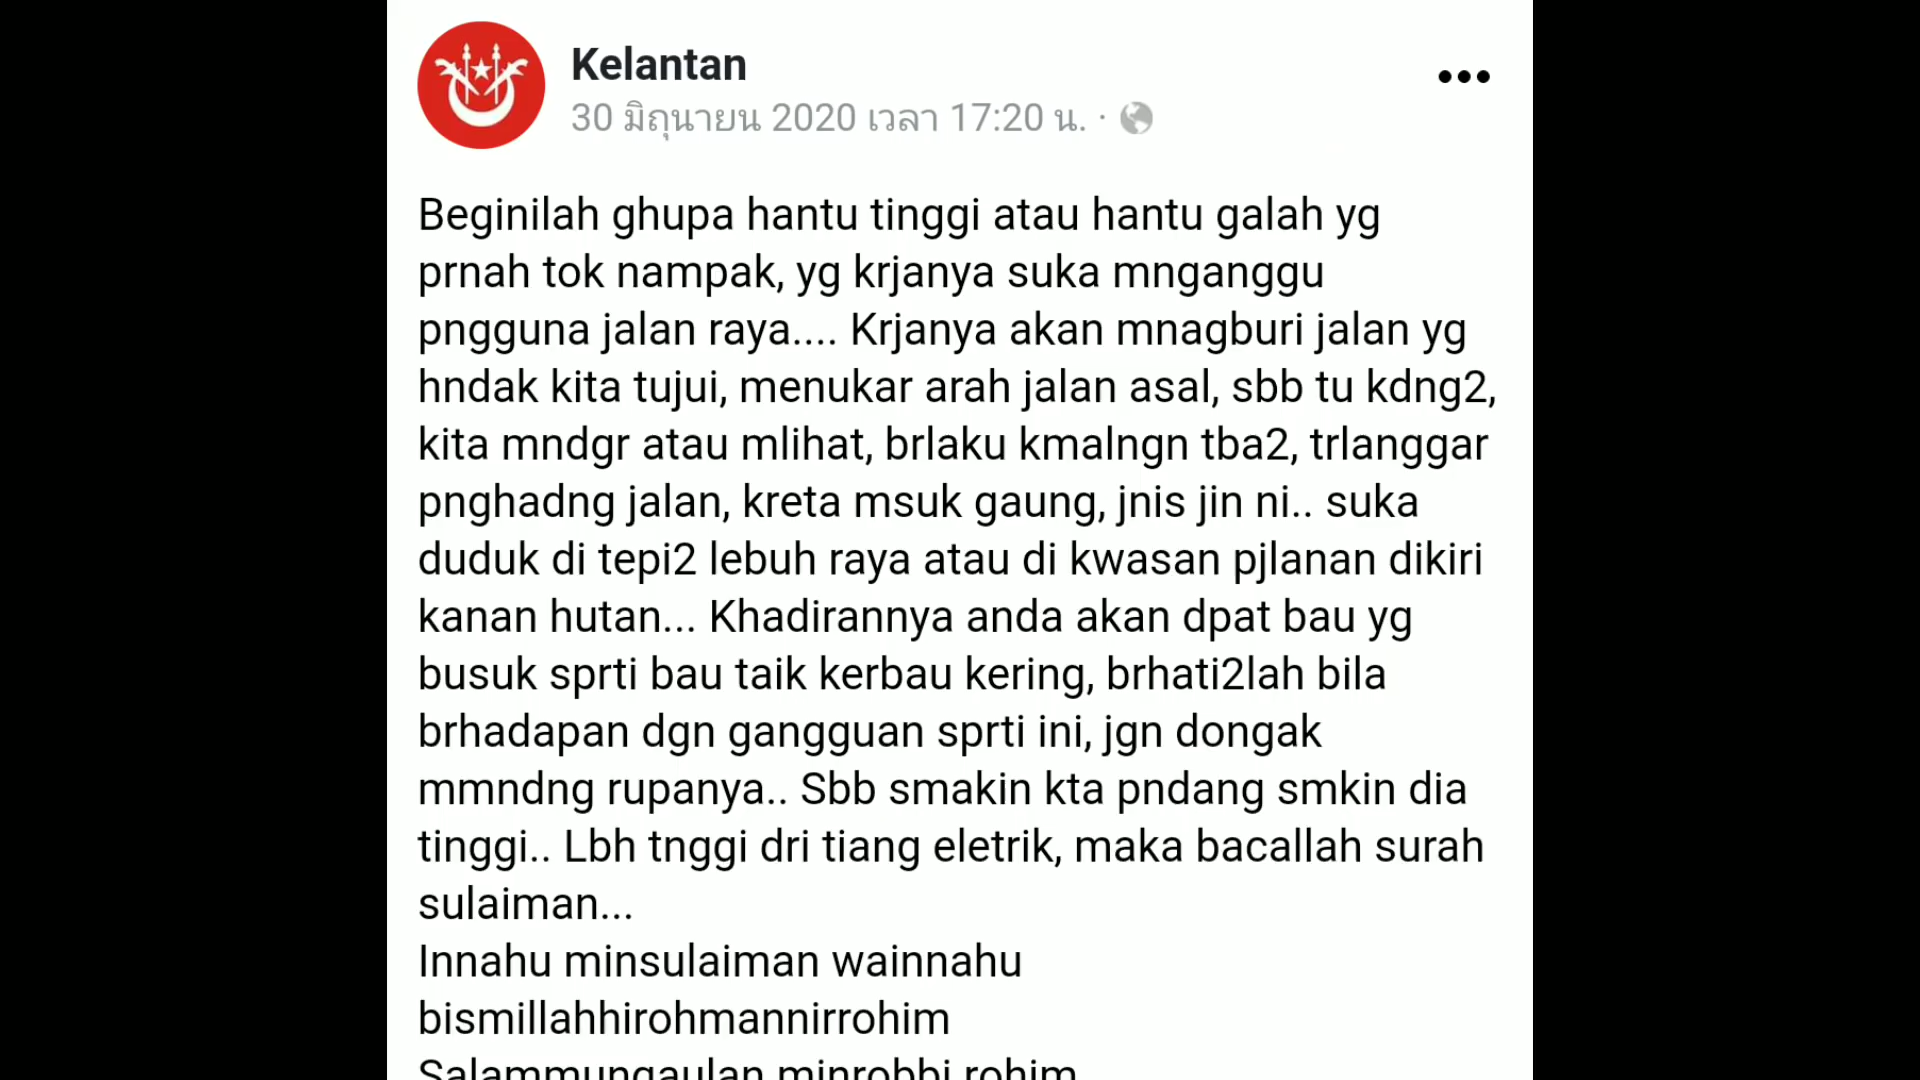 Kelantan
30 มิถุนายน 2020 เวลา 17:20 น. ·
Beginilah ghupa hantu tinggi atau hantu galah yg
prnah tok nampak, yg krjanya suka mnganggu
pngguna jalan raya.... Krjanya akan mnagburi jalan yg
hndak kita tujui, menukar arah jalan asal, sbb tu kdng2,
kita mndgr atau mlihat, brlaku kmalngn tba2, trlanggar
pnghadng jalan, kreta msuk gaung, jnis jin ni.. suka
duduk di tepi2 lebuh raya atau di kwasan pjlanan dikiri
kanan hutan... Khadirannya anda akan dpat bau yg
busuk sprti bau taik kerbau kering, brhati2lah bila
brhadapan dgn gangguan sprti ini, jgn dongak
mmndng rupanya.. Sbb smakin kta pndang smkin dia
tinggi.. Lbh tnggi dri tiang eletrik, maka bacallah surah
sulaiman...
Innahu minsulaiman wainnahu
bismillahhirohmannirrohim
Salammungaulan minrobbi rohim